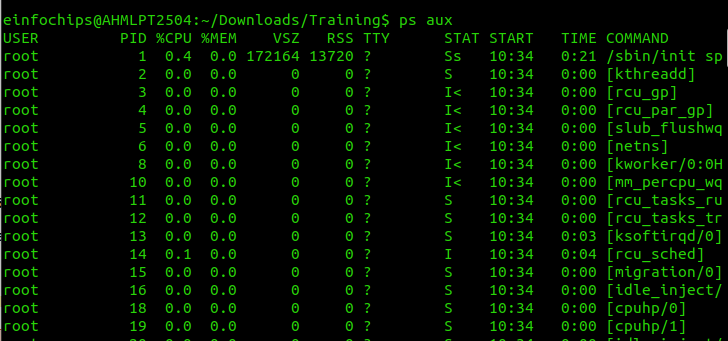 einfochips@AHMLPT2504:~/Downloads/Training$ ps aux
USER PID %CPU %MEM VSZ RSS TTY STAT START TIME COMMAND
root 1 0.4 0.0 172164 13720 ? Ss 10:34 0:21 /sbin/init sp
root 2 0.0 0.0 0 0 ? S 10:34 0:00 [kthreadd]
root 3 0.0 0.0 0 0 ? I< 10:34 0:00 [rcu_gp]
root 4 0.0 0.0 0 0 ? I< 10:34 0:00 [rcu_par_gp]
root 5 0.0 0.0 0 0 ? I< 10:34 0:00 [slub_flushwq
root 6 0.0 0.0 0 0 ? I< 10:34 0:00 [netns]
root 8 0.0 0.0 0 0 ? I< 10:34 0:00 [kworker/0:0H
root 10 0.0 0.0 0 0 ? I< 10:34 0:00 [mm_percpu_wq
root 11 0.0 0.0 0 0 ? S 10:34 0:00 [rcu_tasks_ru
root 12 0.0 0.0 0 0 ? S 10:34 0:00 [rcu_tasks_tr
root 13 0.0 0.0 0 0 ? S 10:34 0:03 [ksoftirqd/0]
root 14 0.1 0.0 0 0 ? I 10:34 0:04 [rcu_sched]
root 15 0.0 0.0 0 0 ? S 10:34 0:00 [migration/0]
root 16 0.0 0.0 0 0 ? S 10:34 0:00 [idle_inject/
root 18 0.0 0.0 0 0 ? S 10:34 0:00 [cpuhp/0]
root 19 0.0 0.0 0 0 ? S 10:34 0:00 [cpuhp/1]